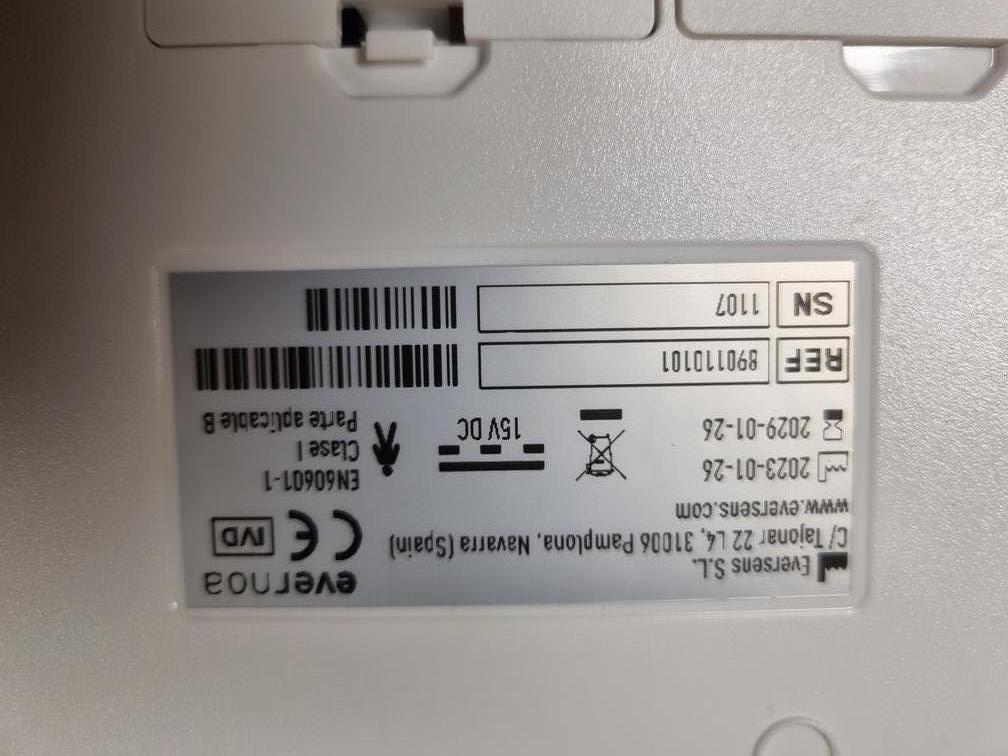 Eversens S.L.
C/ Tajonar 22 L4, 31006 Pamplona, Navarra (Spain)
www.eversens.com
evernoa
CE IVD
2023-01-26
2029-01-26
15V DC
EN60601-1
Clase I
Parte aplicable B
REF 890110101
SN 1107